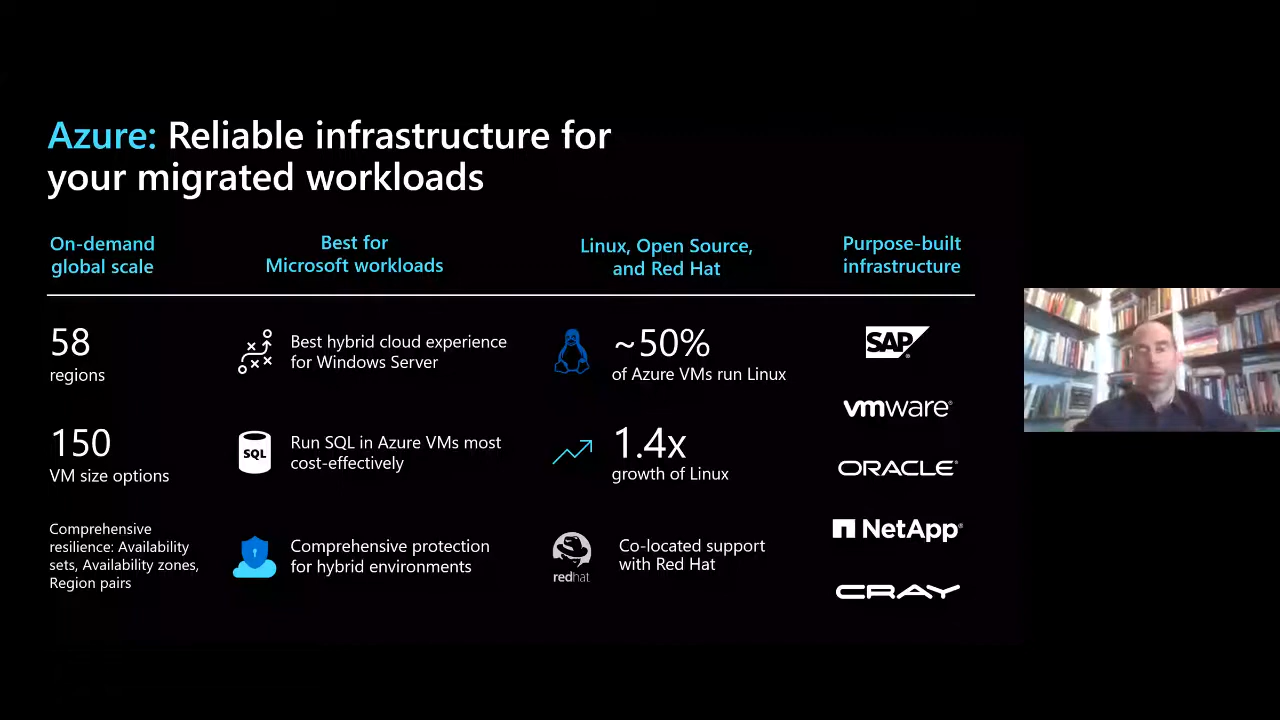 Azure: Reliable infrastructure for
your migrated workloads
On-demand
global scale
58
regions
150
VM size options
Comprehensive
resilience: Availability
sets, Availability zones,
Region pairs
Best for
Microsoft workloads
Best hybrid cloud experience
for Windows Server
SQL
Run SQL in Azure VMs most
cost-effectively
Comprehensive protection
for hybrid environments
Linux, Open Source,
and Red Hat
~50%
of Azure VMs run Linux
1.4x
growth of Linux
redhat
Co-located support
with Red Hat
Purpose-built
infrastructure
SAP®
vmware®
ORACLE®
NetApp®
CRAY